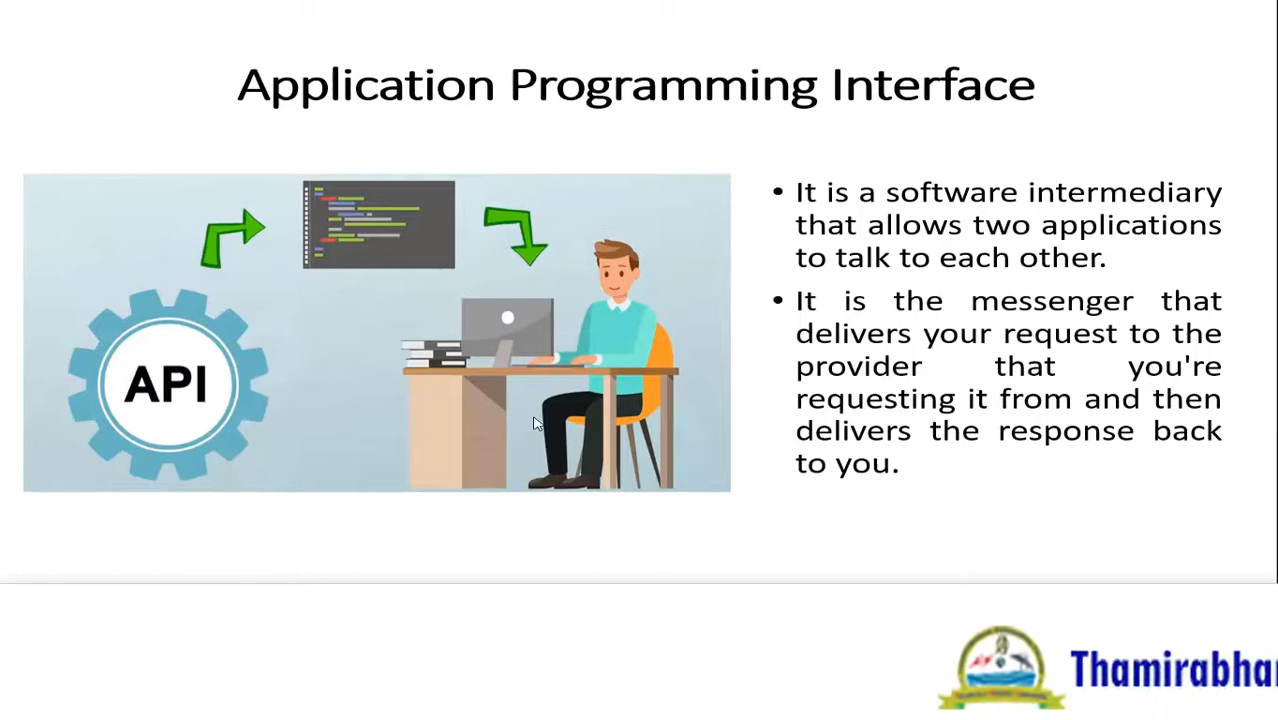 Application Programming Interface
• It is a software intermediary
that allows two applications
to talk to each other.
• It is the messenger that
delivers your request to the
provider that you're
requesting it from and then
delivers the response back
to you.
API